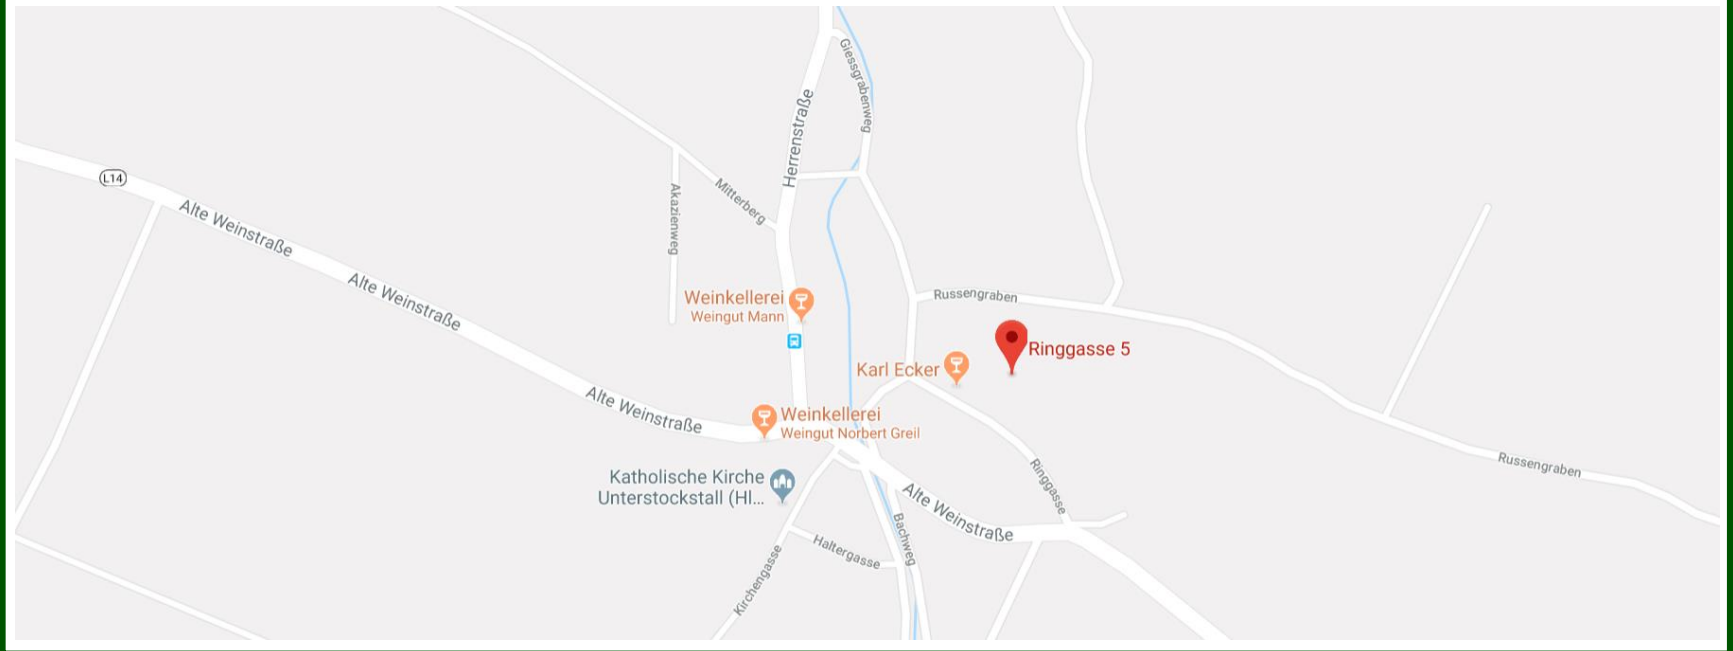 Giessgrabenweg
Herrenstraße
L14
Alte Weinstraße
Akazienweg
Mitterberg
Alte Weinstraße
Weinkellerei
Weingut Mann
Russengraben
Ringgasse 5
Karl Ecker
Alte Weinstraße
Weinkellerei
Weingut Norbert Greil
Katholische Kirche
Unterstockstall (Hl...
Ringgasse
Russengraben
Alte Weinstraße
Bachweg
Haltergasse
Kirchengasse